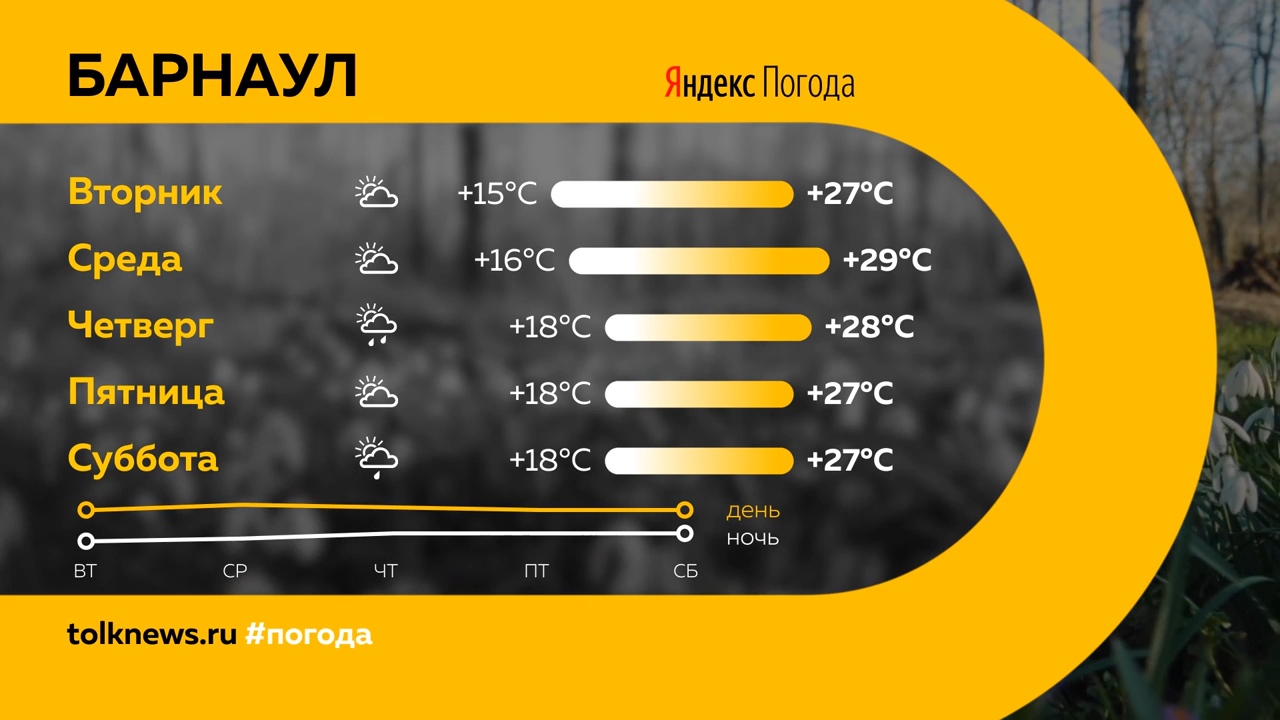 БАРНАУЛ
Яндекс Погода
Вторник +15°C +27°C
Среда +16°C +29°C
Четверг +18°C +28°C
Пятница +18°C +27°C
Суббота +18°C +27°C
день
ночь
ВТ СР ЧТ ПТ СБ
tolknews.ru #погода